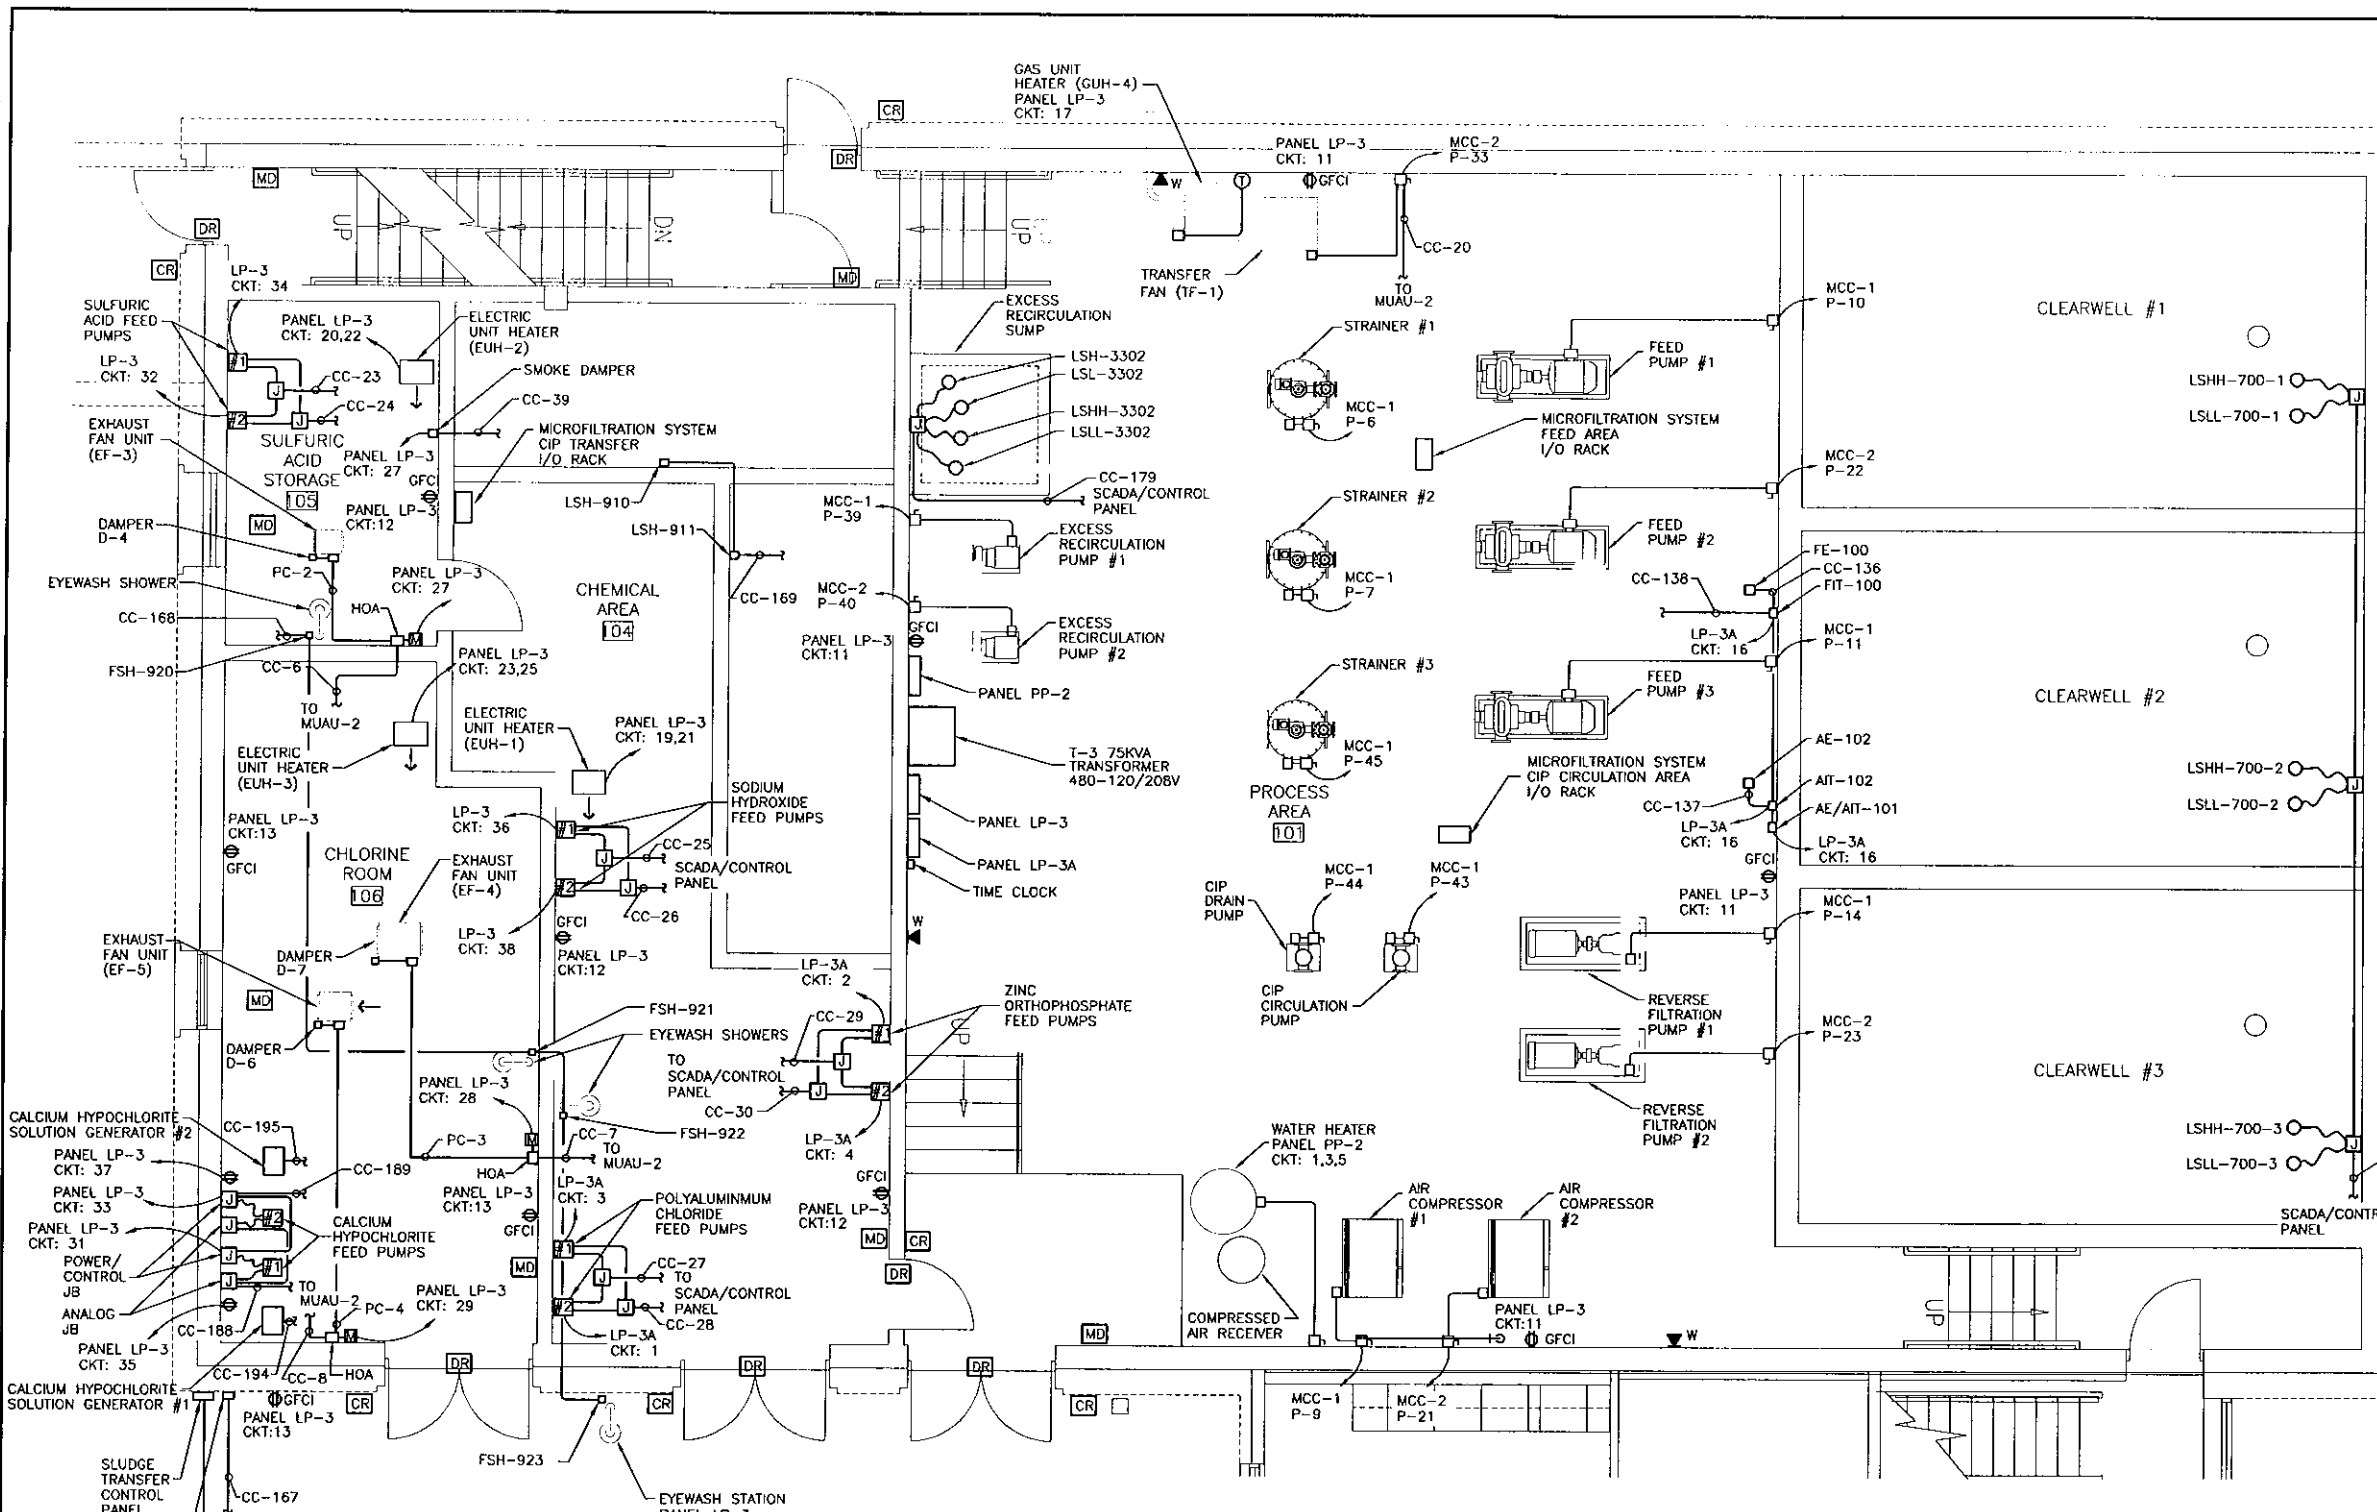 GAS UNIT
HEATER (GUH-4)
PANEL LP-3
CKT: 17
CR
DR
MD
PANEL LP-3
CKT: 11
MCC-2
P-33
W
T
GFCI
UP
DN
UP
MD
DR
CR
CC-20
TRANSFER
FAN (TF-1)
TO
MUAU-2
LP-3
CKT: 34
SULFURIC
ACID FEED
PUMPS
PANEL LP-3
CKT: 20,22
ELECTRIC
UNIT HEATER
(EUH-2)
EXCESS
RECIRCULATION
SUMP
STRAINER #1
MCC-1
P-10
CLEARWELL #1
LP-3
CKT: 32
#1
J
CC-23
#2
J
CC-24
SMOKE DAMPER
CC-39
LSH-3302
LSL-3302
LSHH-3302
LSLL-3302
J
FEED
PUMP #1
LSHH-700-1
LSLL-700-1
J
MCC-1
P-6
MICROFILTRATION SYSTEM
FEED AREA
I/O RACK
EXHAUST
FAN UNIT
(EF-3)
SULFURIC
ACID
STORAGE
105
PANEL LP-3
CKT: 27
GFCI
MICROFILTRATION SYSTEM
CIP TRANSFER
I/O RACK
PANEL LP-3
CKT:12
LSH-910
LSH-911
CC-179
SCADA/CONTROL
PANEL
MCC-1
P-39
STRAINER #2
MCC-2
P-22
DAMPER
D-4
MD
EXCESS
RECIRCULATION
PUMP #1
FEED
PUMP #2
EYEWASH SHOWER
PC-2
PANEL LP-3
CKT: 27
HOA
M
CHEMICAL
AREA
104
CC-169
MCC-2
P-40
MCC-1
P-7
FE-100
CC-136
FIT-100
CC-138
CC-168
FSH-920
CC-6
TO
MUAU-2
PANEL LP-3
CKT: 23,25
PANEL LP-3
CKT:11
GFCI
EXCESS
RECIRCULATION
PUMP #2
LP-3A
CKT: 16
MCC-1
P-11
STRAINER #3
FEED
PUMP #3
CLEARWELL #2
PANEL PP-2
ELECTRIC
UNIT HEATER
(EUH-3)
ELECTRIC
UNIT HEATER
(EUH-1)
PANEL LP-3
CKT: 19,21
T-3 75KVA
TRANSFORMER
480-120/208V
MCC-1
P-45
PROCESS
AREA
101
MICROFILTRATION SYSTEM
CIP CIRCULATION AREA
I/O RACK
AE-102
AIT-102
CC-137
AE/AIT-101
LP-3A
CKT: 16
LP-3A
CKT: 16
LSHH-700-2
LSLL-700-2
J
PANEL LP-3
CKT:13
GFCI
LP-3
CKT: 36
SODIUM
HYDROXIDE
FEED PUMPS
#1
J
CC-25
SCADA/CONTROL
PANEL
#2
J
CC-26
PANEL LP-3
PANEL LP-3A
TIME CLOCK
CHLORINE
ROOM
106
EXHAUST
FAN UNIT
(EF-4)
LP-3
CKT: 38
GFCI
PANEL LP-3
CKT:12
W
CIP
DRAIN
PUMP
MCC-1
P-44
MCC-1
P-43
GFCI
PANEL LP-3
CKT: 11
MCC-1
P-14
EXHAUST
FAN UNIT
(EF-5)
DAMPER
D-7
MD
DAMPER
D-6
LP-3A
CKT: 2
ZINC
ORTHOPHOSPHATE
FEED PUMPS
CIP
CIRCULATION
PUMP
REVERSE
FILTRATION
PUMP #1
MCC-2
P-23
FSH-921
EYEWASH SHOWERS
CC-29
#1
J
UP
TO
SCADA/CONTROL
PANEL
CC-30
J
#2
CLEARWELL #3
PANEL LP-3
CKT: 28
M
PC-3
HOA
CC-7
TO
MUAU-2
FSH-922
LP-3A
CKT: 4
WATER HEATER
PANEL PP-2
CKT: 1,3,5
REVERSE
FILTRATION
PUMP #2
LSHH-700-3
LSLL-700-3
J
CALCIUM HYPOCHLORITE
SOLUTION GENERATOR #2
CC-195
CC-189
PANEL LP-3
CKT: 37
PANEL LP-3
CKT: 33
PANEL LP-3
CKT: 31
J
J
#2
J
#1
J
CALCIUM
HYPOCHLORITE
FEED PUMPS
PANEL LP-3
CKT:13
GFCI
LP-3A
CKT: 3
POLYALUMINMUM
CHLORIDE
FEED PUMPS
GFCI
PANEL LP-3
CKT:12
MD
CR
DR
AIR
COMPRESSOR
#1
AIR
COMPRESSOR
#2
SCADA/CONTR
PANEL
POWER/
CONTROL
JB
ANALOG
JB
MD
#1
J
CC-27
TO
SCADA/CONTROL
PANEL
#2
J
CC-28
TO
MUAU-2
PC-4
M
PANEL LP-3
CKT: 29
CC-188
LP-3A
CKT: 1
PANEL LP-3
CKT: 35
CC-194
CC-8
HOA
COMPRESSED
AIR RECEIVER
PANEL LP-3
CKT:11
GFCI
W
UP
MD
DR
DR
DR
CALCIUM HYPOCHLORITE
SOLUTION GENERATOR #1
GFCI
PANEL LP-3
CKT:13
CR
CR
CR
MCC-1
P-9
MCC-2
P-21
FSH-923
SLUDGE
TRANSFER
CONTROL
PANEL
CC-167
EYEWASH STATION
PANEL LP-3